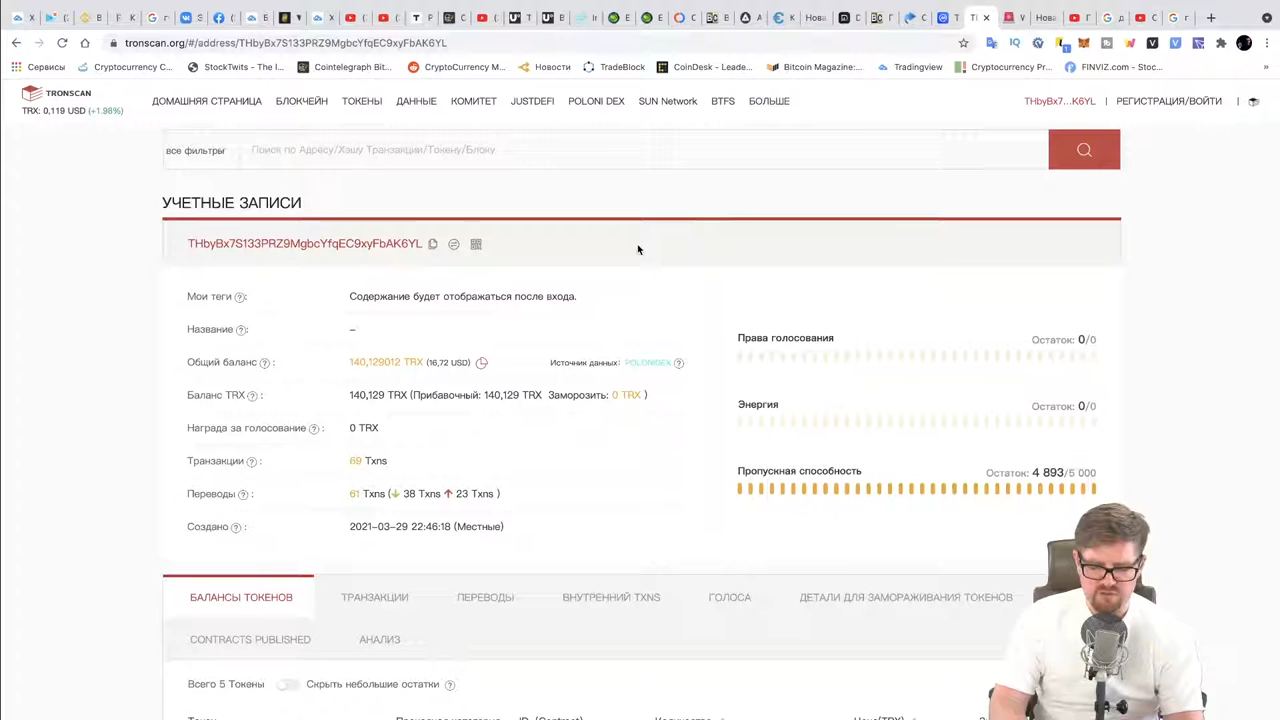 tronscan.org/#/address/THbyBx7S133PRZ9MgbcYfqEC9xyFbAK6YL
Сервисы Cryptocurrency C... StockTwits - The I... Cointelegraph Bit... CryptoCurrency M... Новости TradeBlock CoinDesk - Leade... Bitcoin Magazine:... Tradingview Cryptocurrency Pr... FINVIZ.com - Stoc...
TRONSCAN
TRX: 0,119 USD (+1.98%)
ДОМАШНЯЯ СТРАНИЦА БЛОКЧЕЙН ТОКЕНЫ ДАННЫЕ КОМИТЕТ JUSTDEFI POLONI DEX SUN Network BTFS БОЛЬШЕ THbyBx7...K6YL | РЕГИСТРАЦИЯ/ВОЙТИ
все фильтры Поиск по Адресу/Хэшу Транзакции/Токену/Блоку
УЧЕТНЫЕ ЗАПИСИ
THbyBx7S133PRZ9MgbcYfqEC9xyFbAK6YL
Мои теги : Содержание будет отображаться после входа.
Название : –
Общий баланс : 140,129012 TRX (16,72 USD) Источник данных: POLONIDEX
Баланс TRX : 140,129 TRX (Прибавочный: 140,129 TRX Заморозить: 0 TRX )
Награда за голосование : 0 TRX
Транзакции : 69 Txns
Переводы : 61 Txns ( 38 Txns 23 Txns )
Создано : 2021-03-29 22:46:18 (Местные)
Права голосования Остаток: 0/0
Энергия Остаток: 0/0
Пропускная способность Остаток: 4 893/5 000
БАЛАНСЫ ТОКЕНОВ ТРАНЗАКЦИИ ПЕРЕВОДЫ ВНУТРЕННИЙ TXNS ГОЛОСА ДЕТАЛИ ДЛЯ ЗАМОРАЖИВАНИЯ ТОКЕНОВ
CONTRACTS PUBLISHED АНАЛИЗ
Всего 5 Токены Скрыть небольшие остатки